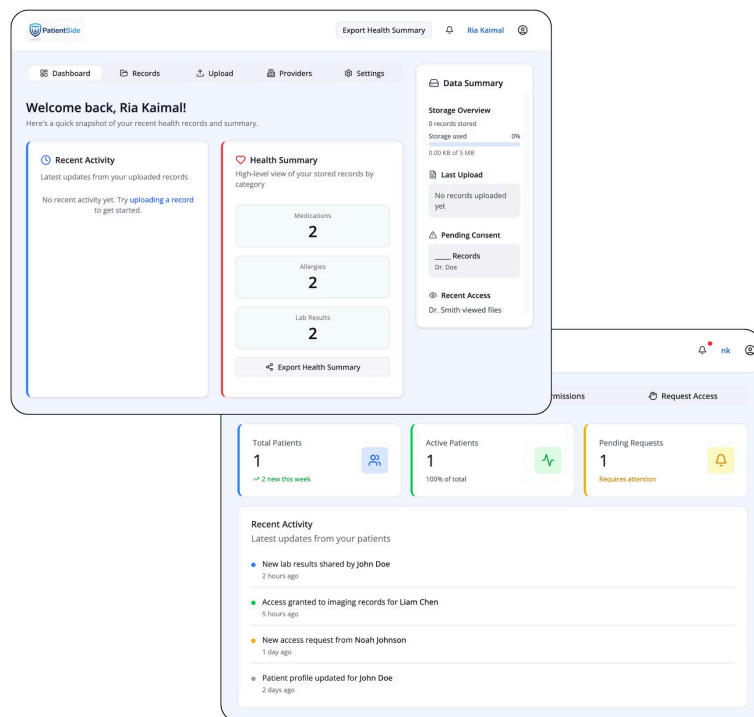 PatientSide
Export Health Summary
Ria Kaimal
Dashboard
Records
Upload
Providers
Settings
Welcome back, Ria Kaimal!
Here's a quick snapshot of your recent health records and summary.
Recent Activity
Latest updates from your uploaded records
No recent activity yet. Try uploading a record
to get started.
Health Summary
High-level view of your stored records by
category
Medications
2
Allergies
2
Lab Results
2
Export Health Summary
Data Summary
Storage Overview
0 records stored
Storage used 0%
0.00 KB of 5 MB
Last Upload
No records uploaded
yet
Pending Consent
____ Records
Dr. Doe
Recent Access
Dr. Smith viewed files
nk
missions
Request Access
Total Patients
1
2 new this week
Active Patients
1
100% of total
Pending Requests
1
Requires attention
Recent Activity
Latest updates from your patients
New lab results shared by John Doe
2 hours ago
Access granted to imaging records for Liam Chen
5 hours ago
New access request from Noah Johnson
1 day ago
Patient profile updated for John Doe
2 days ago